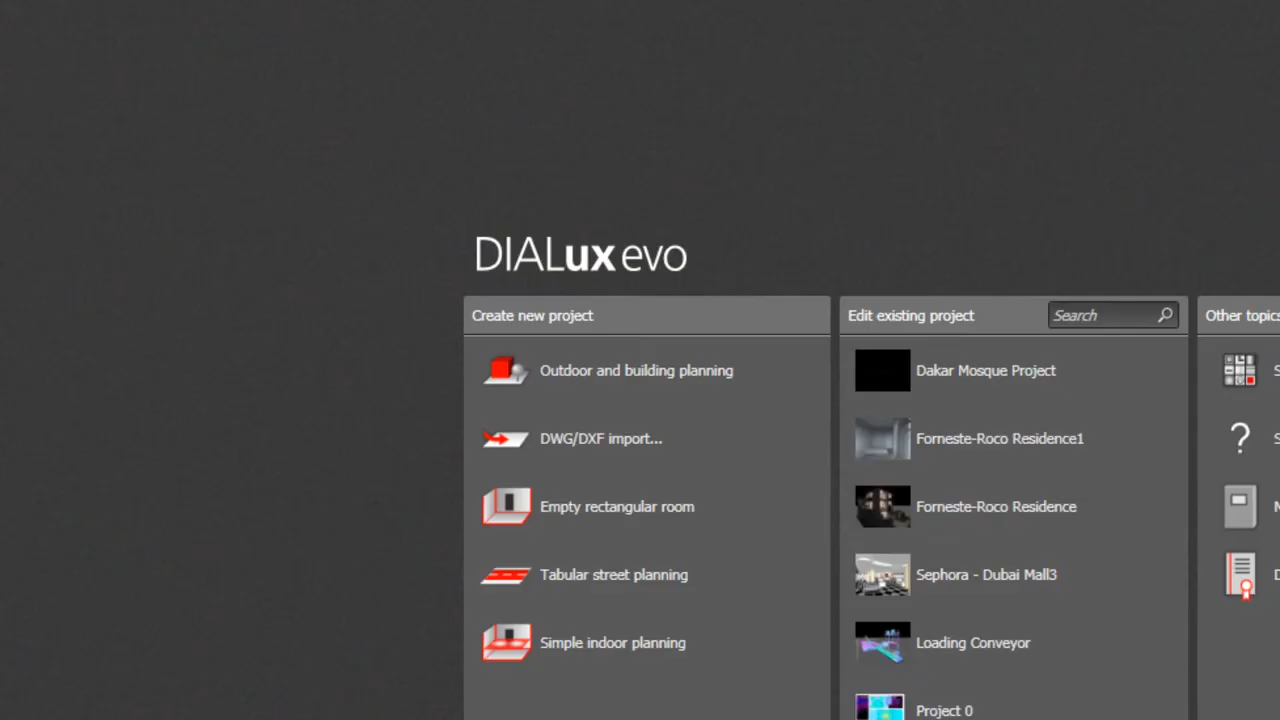 DIALux evo
Create new project
Outdoor and building planning
DWG/DXF import...
Empty rectangular room
Tabular street planning
Simple indoor planning
Edit existing project
Search
Dakar Mosque Project
Forneste-Roco Residence1
Forneste-Roco Residence
Sephora - Dubai Mall3
Loading Conveyor
Project 0
Other topics
?